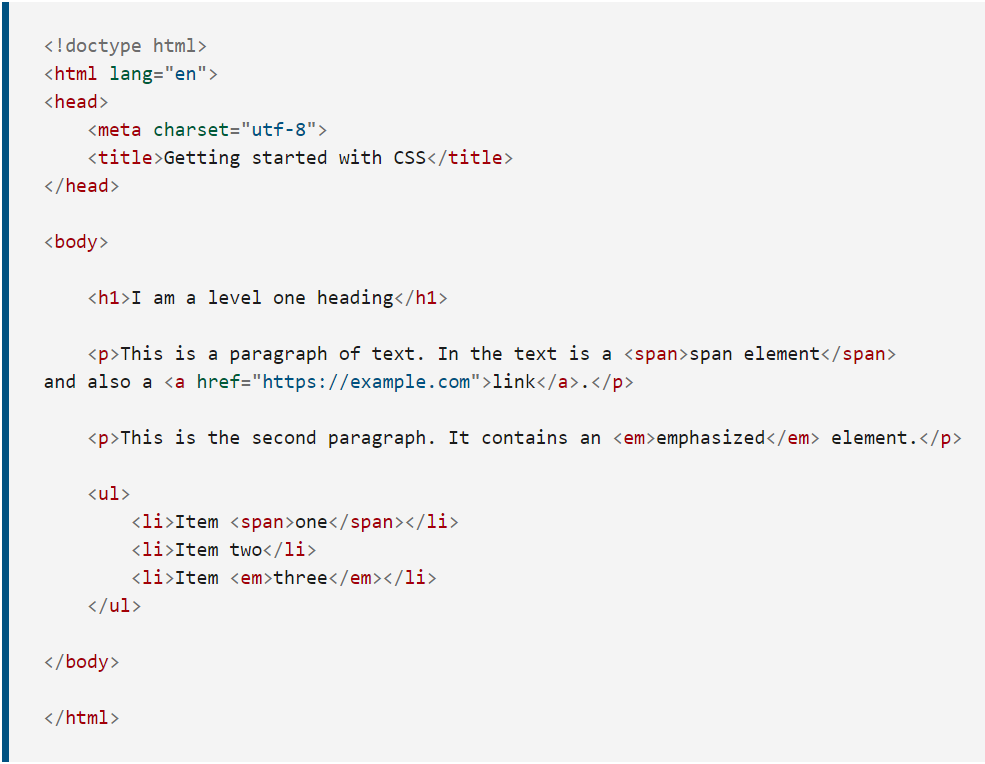 <!doctype html>
<html lang="en">
<head>
    <meta charset="utf-8">
    <title>Getting started with CSS</title>
</head>

<body>

    <h1>I am a level one heading</h1>

    <p>This is a paragraph of text. In the text is a <span>span element</span>
and also a <a href="https://example.com">link</a>.</p>

    <p>This is the second paragraph. It contains an <em>emphasized</em> element.</p>

    <ul>
        <li>Item <span>one</span></li>
        <li>Item two</li>
        <li>Item <em>three</em></li>
    </ul>

</body>

</html>